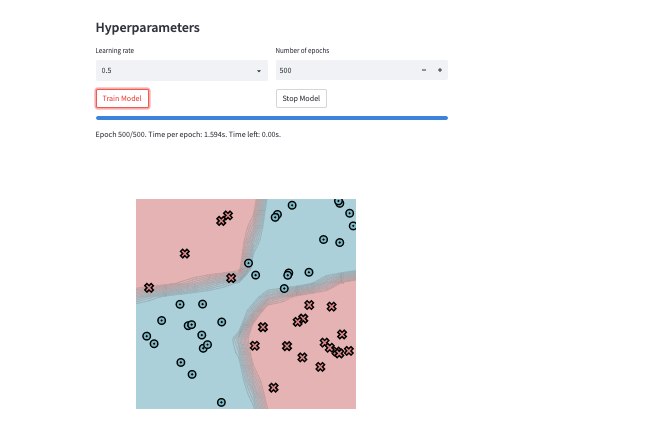 Hyperparameters
Learning rate
Number of epochs
0.5
500
Train Model
Stop Model
Epoch 500/500. Time per epoch: 1.594s. Time left: 0.00s.